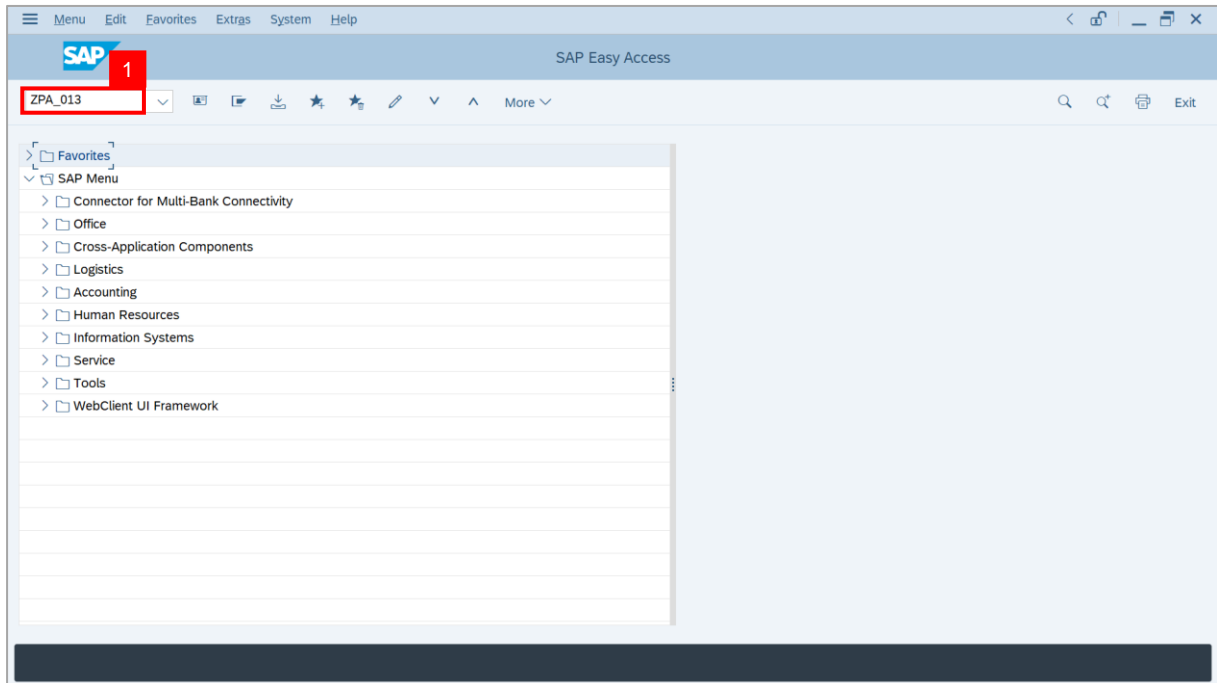 Menu Edit Favorites Extras System Help
SAP
SAP Easy Access
1
ZPA_013
More
Exit
Favorites
SAP Menu
Connector for Multi-Bank Connectivity
Office
Cross-Application Components
Logistics
Accounting
Human Resources
Information Systems
Service
Tools
WebClient UI Framework